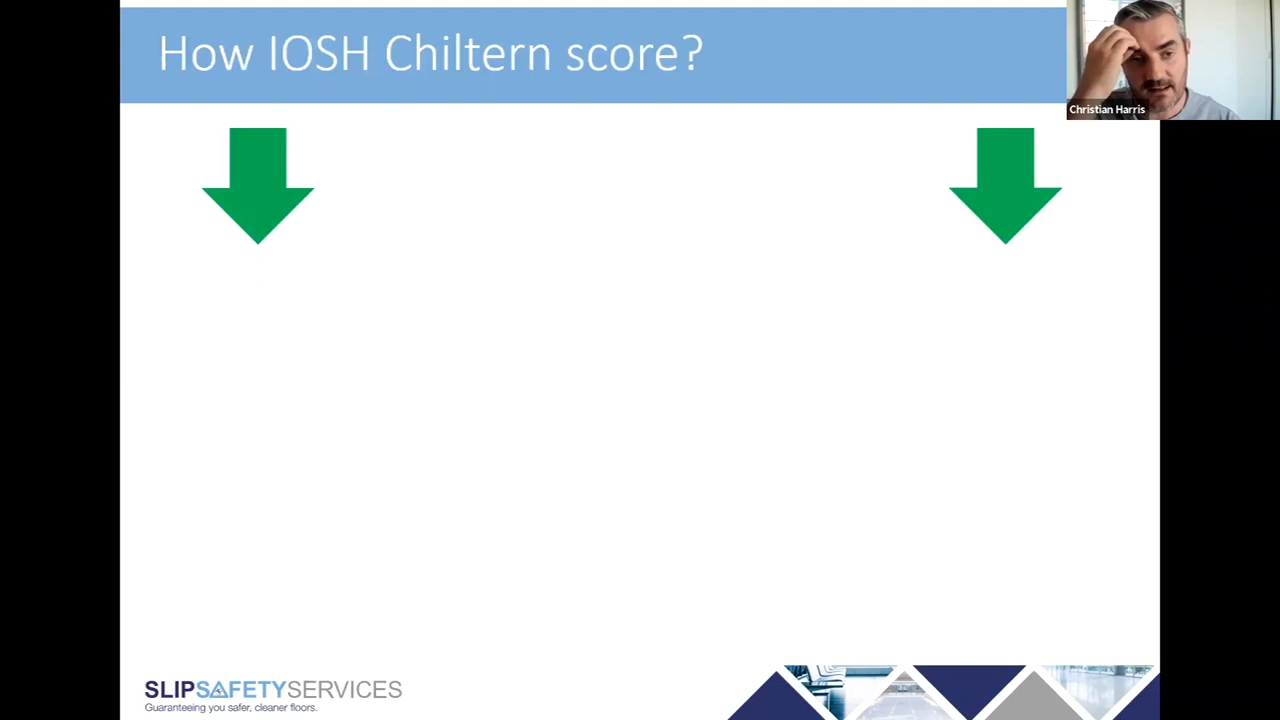 How IOSH Chiltern score?
Christian Harris
SLIPSAFETYSERVICES
Guaranteeing you safer, cleaner floors.